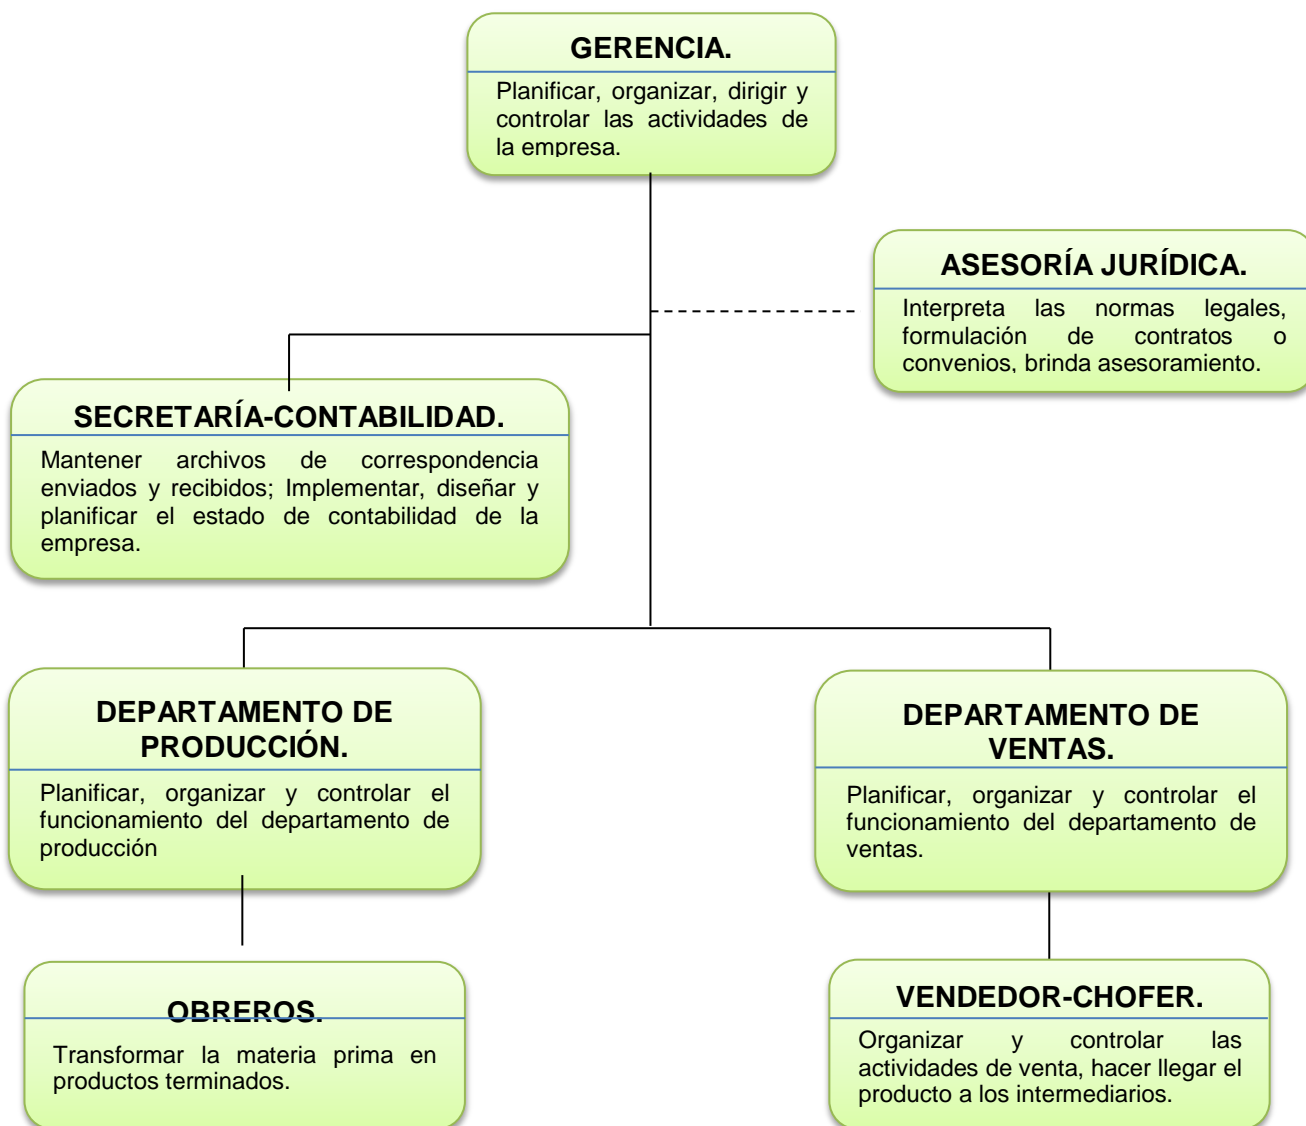 GERENCIA.
Planificar, organizar, dirigir y
controlar las actividades de
la empresa.
ASESORÍA JURÍDICA.
Interpreta las normas legales,
formulación de contratos o
convenios, brinda asesoramiento.
SECRETARÍA-CONTABILIDAD.
Mantener archivos de correspondencia
enviados y recibidos; Implementar, diseñar y
planificar el estado de contabilidad de la
empresa.
DEPARTAMENTO DE
PRODUCCIÓN.
Planificar, organizar y controlar el
funcionamiento del departamento de
producción
DEPARTAMENTO DE
VENTAS.
Planificar, organizar y controlar el
funcionamiento del departamento de
ventas.
OBREROS.
Transformar la materia prima en
productos terminados.
VENDEDOR-CHOFER.
Organizar y controlar las
actividades de venta, hacer llegar el
producto a los intermediarios.